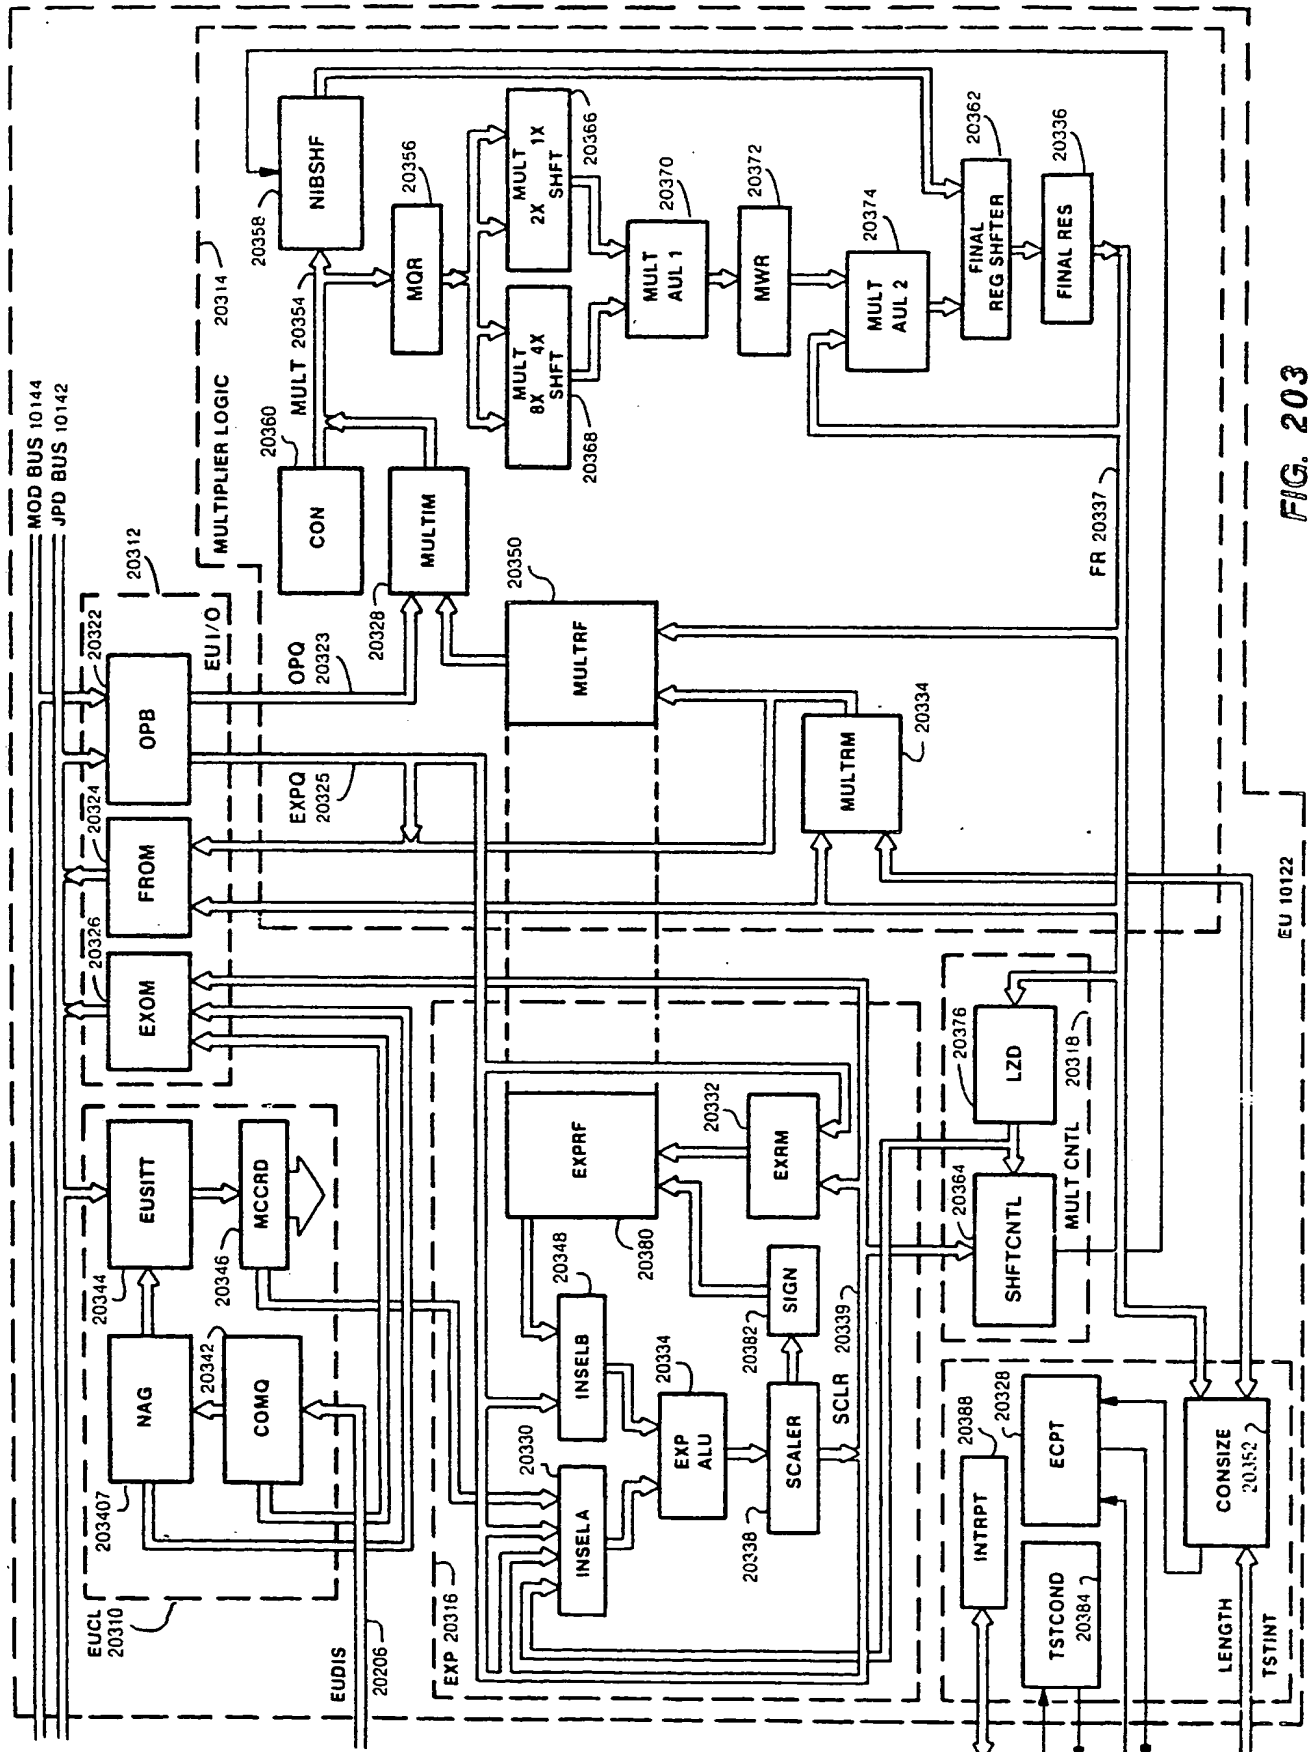 MOD BUS 10144
JPD BUS 10142
EUCL
20310
NAG
203407
EUSITT
20344
COMQ
20342
MCCRD
20346
EUDIS
20206
EXOM
20326
FROM
20324
OPB
20322
EU I/O
20312
EXPQ
20325
OPQ
20323
MULTIPLIER LOGIC
20314
CON
20360
MULTIM
20328
MULT 20354
NIBSHF
20358
MQR
20356
MULT
8X 4X
SHFT
20368
MULT
2X 1X
SHFT
20366
MULT
AUL 1
20370
MWR
20372
MULT
AUL 2
20374
FINAL
REG SHFTER
20362
FINAL RES
20336
FR 20337
MULTRF
20350
MULTRM
20334
EXP 20316
INSELA
20330
INSELB
20348
EXPRF
20380
EXP
ALU
20334
SCALER
20338
SIGN
20382
SCLR 20339
EXRM
20332
SHFTCNTL
20364
LZD
20376
MULT CNTL
20318
INTRPT
20388
TSTCOND
20384
ECPT
20328
CONSIZE
20352
LENGTH
TSTINT
EU 10122
FIG. 203